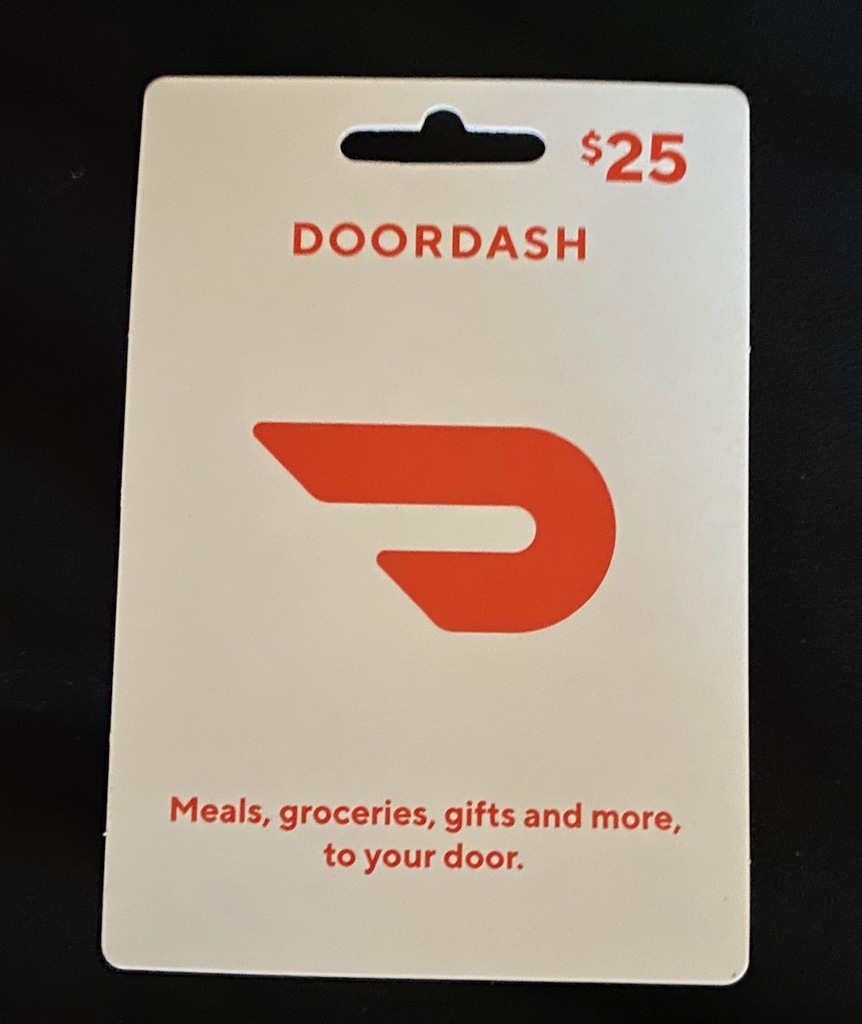 $25
DOORDASH
Meals, groceries, gifts and more,
to your door.